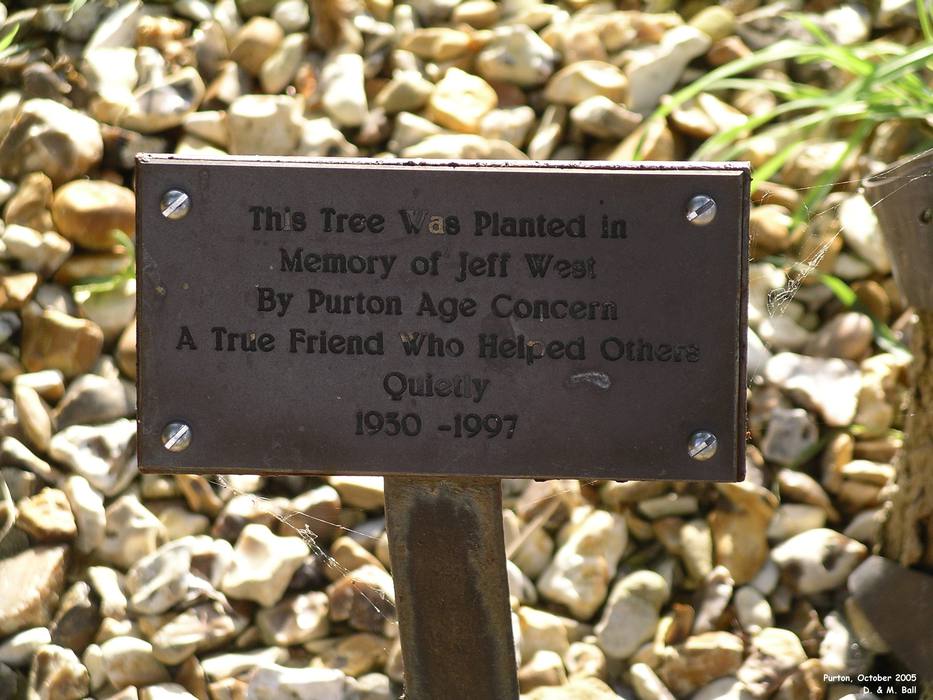 This Tree Was Planted in
Memory of Jeff West
By Purton Age Concern
A True Friend Who Helped Others
Quietly
1930 -1997
Purton, October 2005
D. & M. Ball